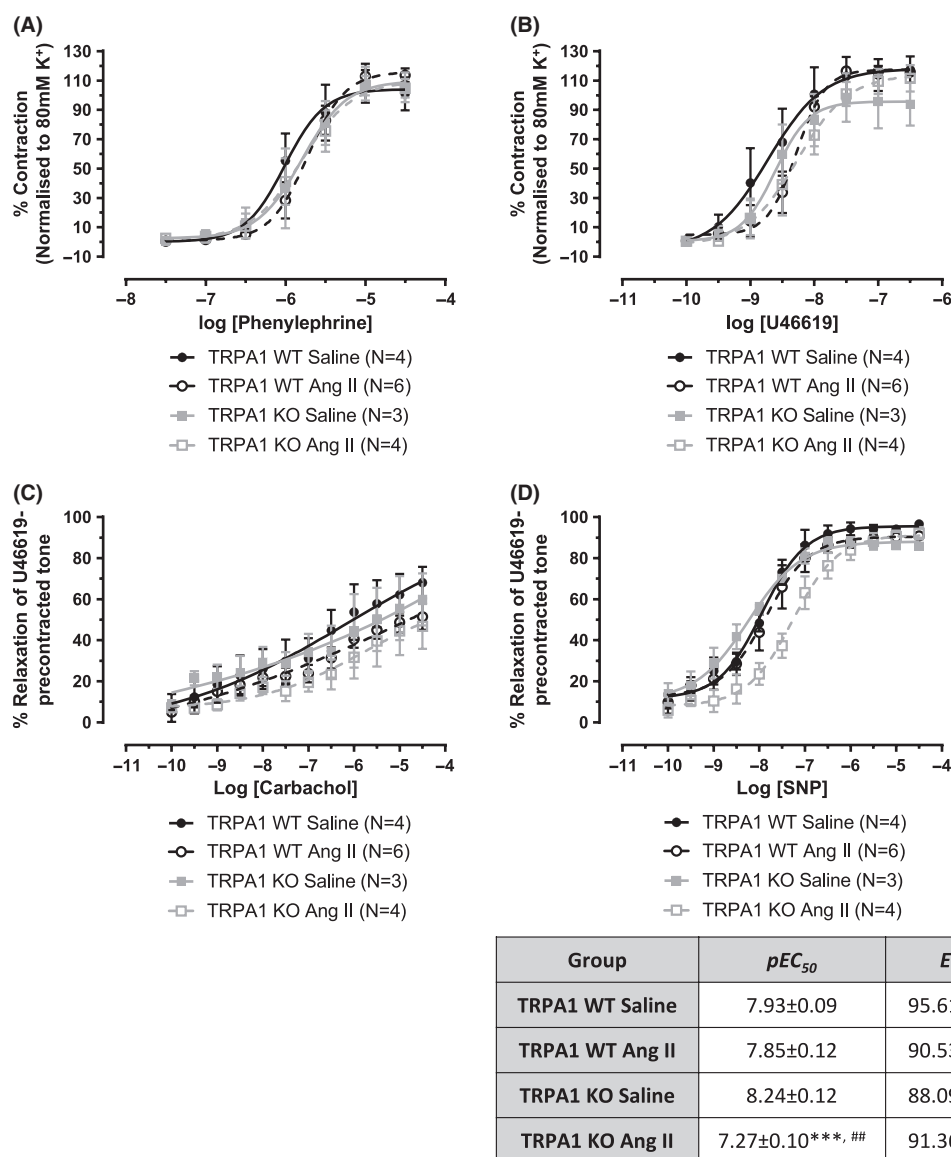 (A)
% Contraction
(Normalised to 80mM K⁺)
130
110
90
70
50
30
10
−10
−8
−7
−6
−5
−4
log [Phenylephrine]
TRPA1 WT Saline (N=4)
TRPA1 WT Ang II (N=6)
TRPA1 KO Saline (N=3)
TRPA1 KO Ang II (N=4)
(B)
% Contraction
(Normalised to 80mM K⁺)
130
110
90
70
50
30
10
−10
−11
−10
−9
−8
−7
−6
log [U46619]
TRPA1 WT Saline (N=4)
TRPA1 WT Ang II (N=6)
TRPA1 KO Saline (N=3)
TRPA1 KO Ang II (N=4)
(C)
% Relaxation of U46619-
precontracted tone
100
80
60
40
20
0
−11
−10
−9
−8
−7
−6
−5
−4
Log [Carbachol]
TRPA1 WT Saline (N=4)
TRPA1 WT Ang II (N=6)
TRPA1 KO Saline (N=3)
TRPA1 KO Ang II (N=4)
(D)
% Relaxation of U46619-
precontracted tone
100
80
60
40
20
0
−11
−10
−9
−8
−7
−6
−5
−4
Log [SNP]
TRPA1 WT Saline (N=4)
TRPA1 WT Ang II (N=6)
TRPA1 KO Saline (N=3)
TRPA1 KO Ang II (N=4)
Group pEC₅₀
TRPA1 WT Saline 7.93±0.09
TRPA1 WT Ang II 7.85±0.12 90.53
TRPA1 KO Saline 8.24±0.12 88.09
TRPA1 KO Ang II 7.27±0.10***, ##